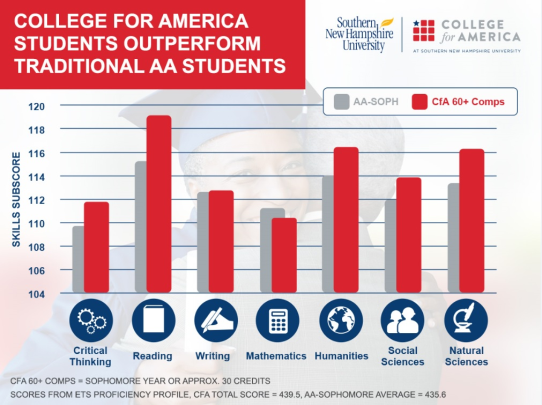 COLLEGE FOR AMERICA
STUDENTS OUTPERFORM
TRADITIONAL AA STUDENTS
Southern
New Hampshire
University
COLLEGE
for AMERICA
AT SOUTHERN NEW HAMPSHIRE UNIVERSITY
AA-SOPH
CfA 60+ Comps
SKILLS SUBSCORE
120
118
116
114
112
110
108
106
104
Critical
Thinking
Reading
Writing
Mathematics
Humanities
Social
Sciences
Natural
Sciences
CFA 60+ COMPS = SOPHOMORE YEAR OR APPROX. 30 CREDITS
SCORES FROM ETS PROFICIENCY PROFILE, CFA TOTAL SCORE = 439.5, AA-SOPHOMORE AVERAGE = 435.6